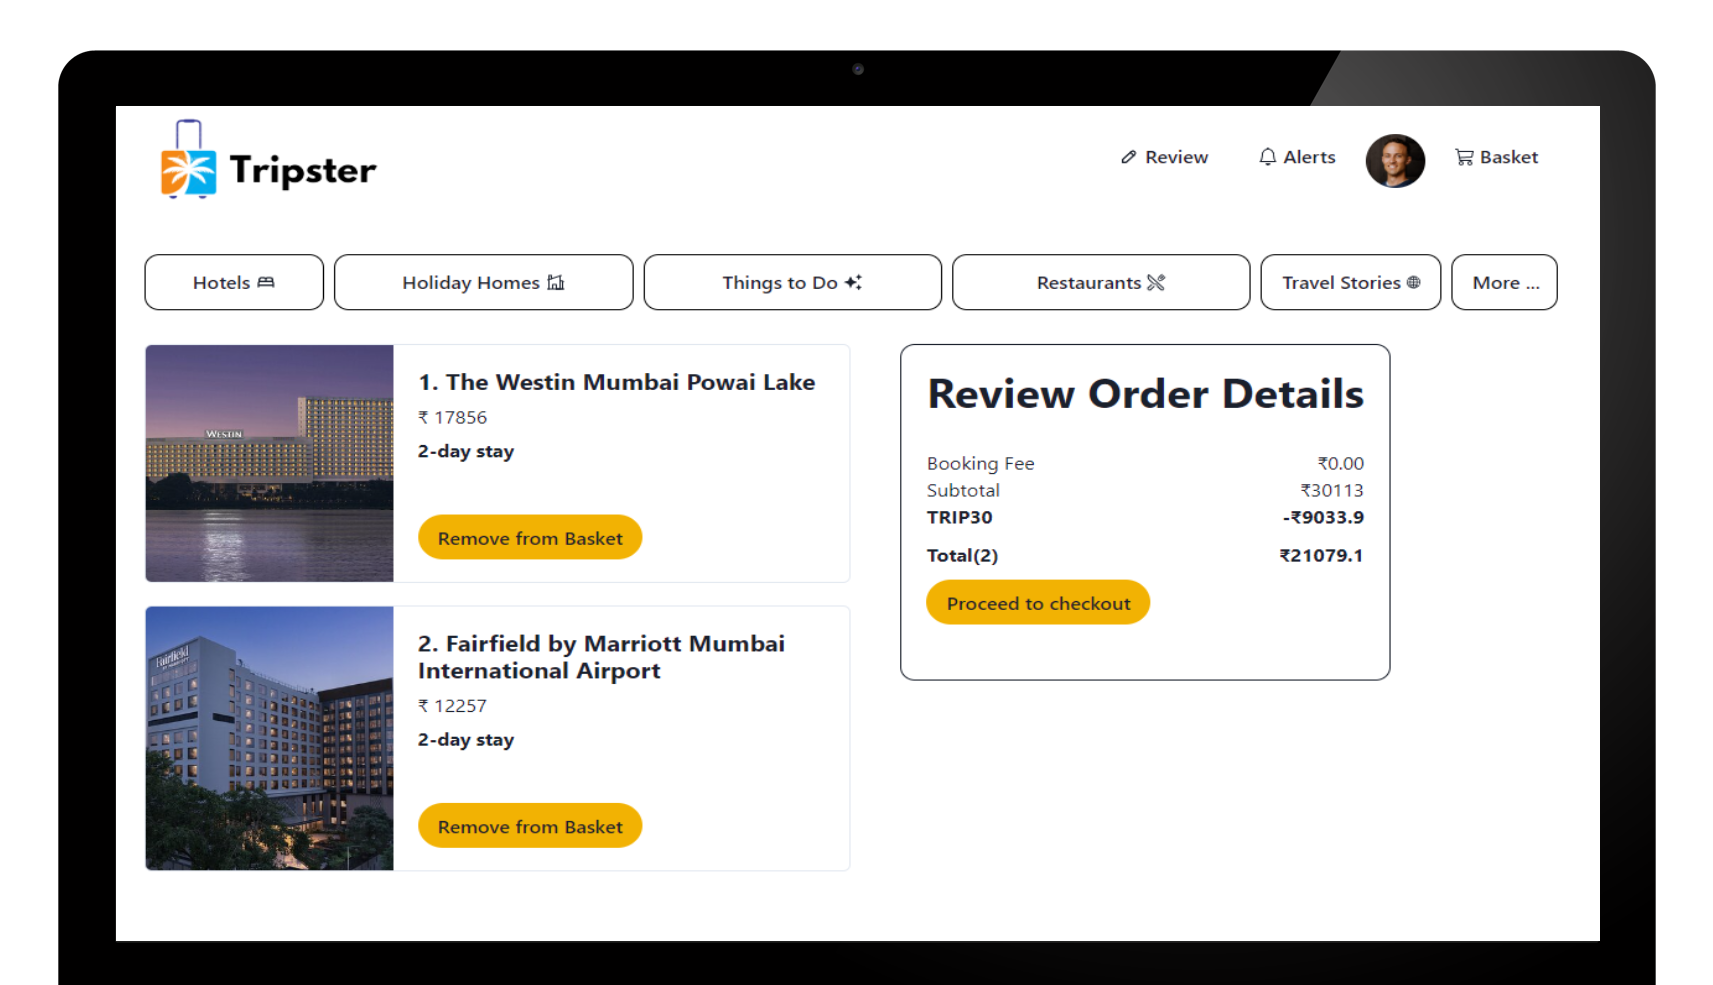 Tripster
Review
Alerts
Basket
Hotels
Holiday Homes
Things to Do
Restaurants
Travel Stories
More ...
WESTIN
1. The Westin Mumbai Powai Lake
₹ 17856
2-day stay
Remove from Basket
Fairfield
BY MARRIOTT
2. Fairfield by Marriott Mumbai
International Airport
₹ 12257
2-day stay
Remove from Basket
Review Order Details
Booking Fee ₹0.00
Subtotal ₹30113
TRIP30 -₹9033.9
Total(2) ₹21079.1
Proceed to checkout